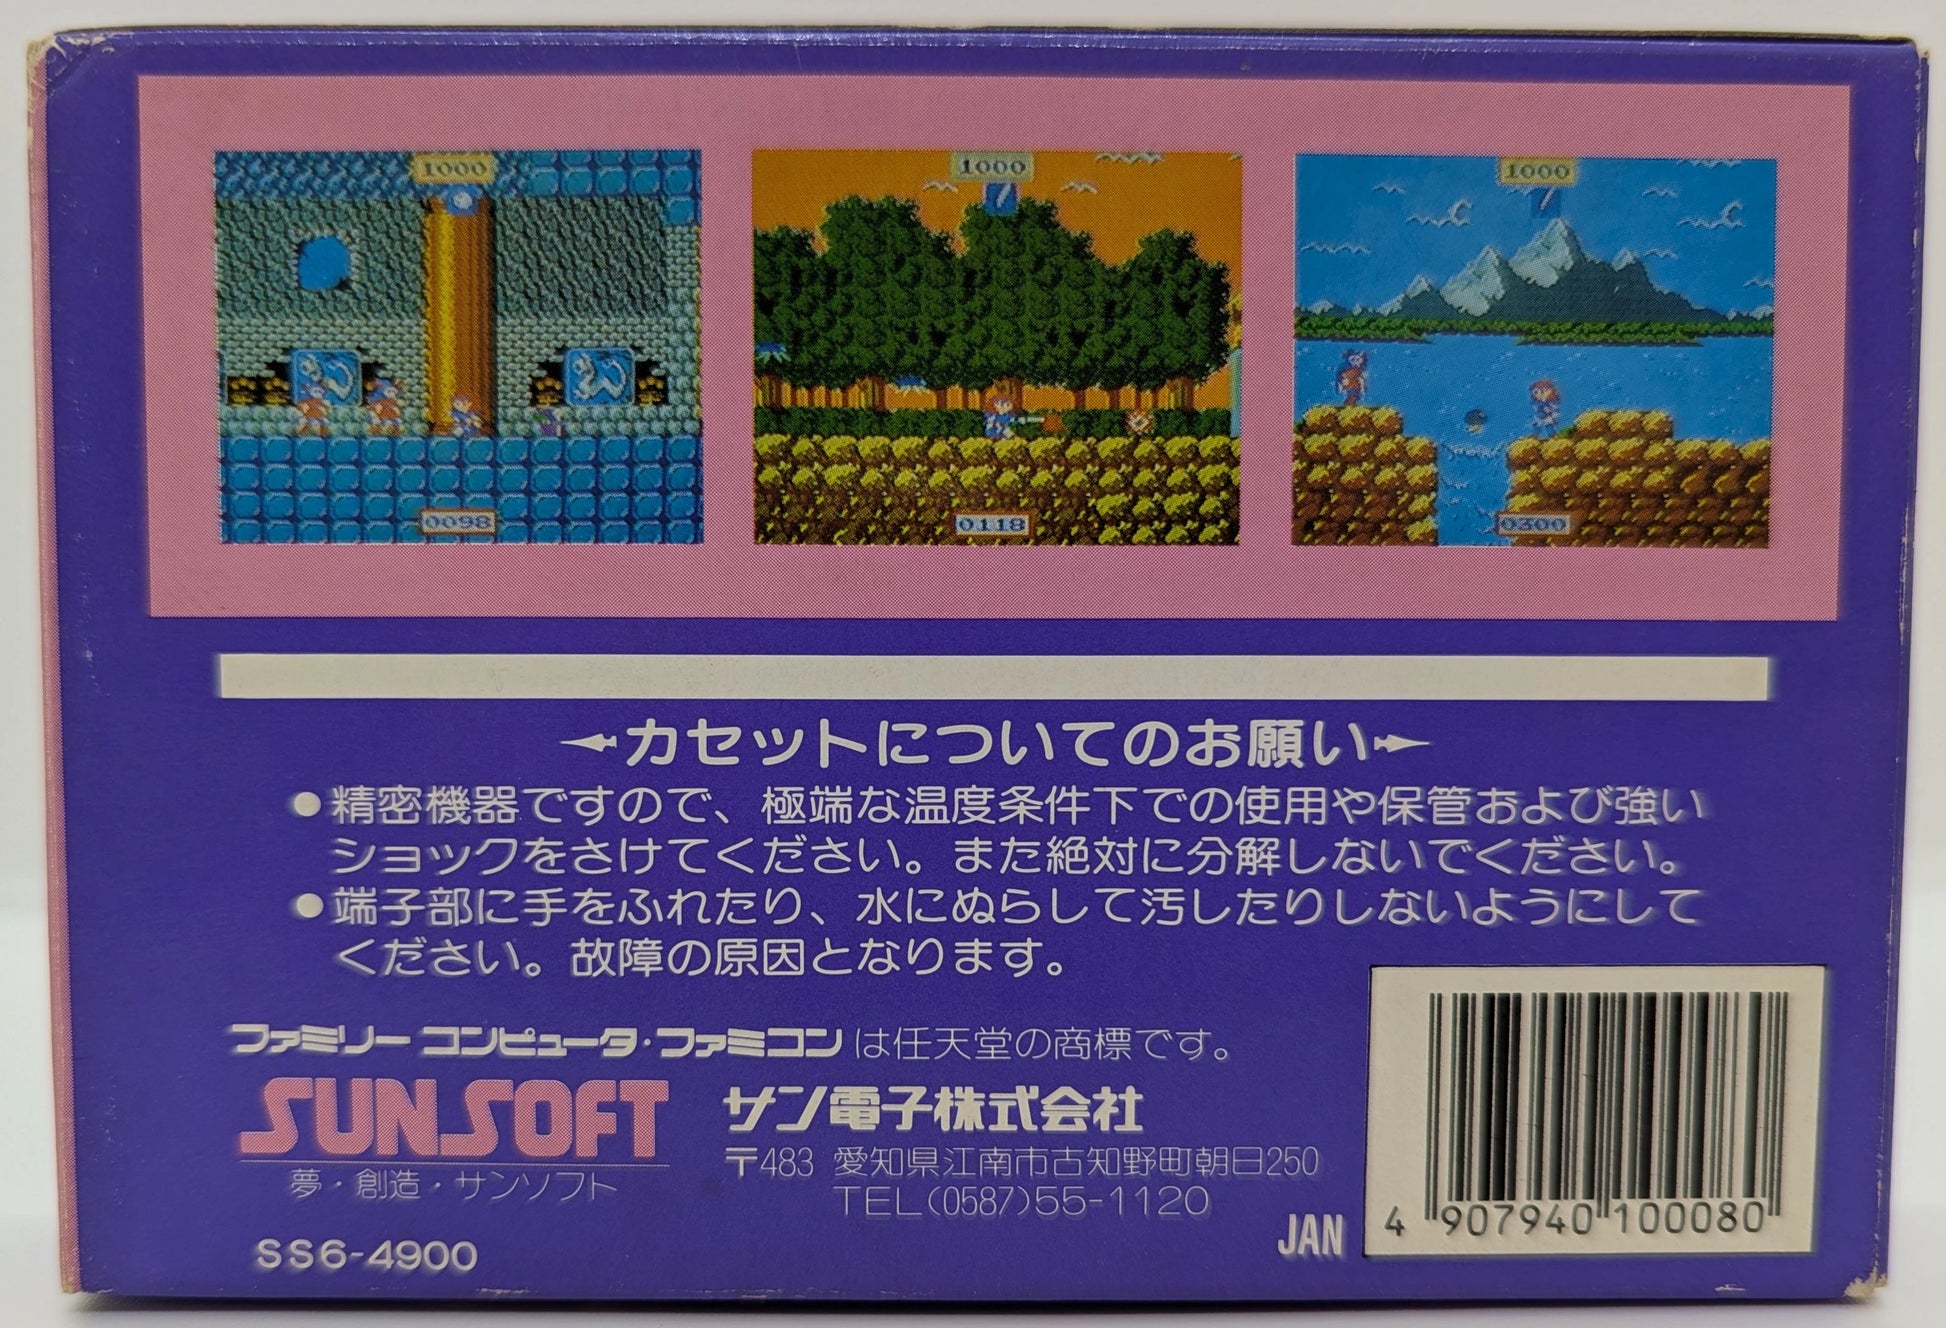 1000
1000
1000
0098
0118
0300
カセットについてのお願い
●精密機器ですので、極端な温度条件下での使用や保管および強い
ショックをさけてください。また絶対に分解しないでください。
●端子部に手をふれたり、水にぬらして汚したりしないようにして
ください。故障の原因となります。
ファミリーコンピュータ・ファミコンは任天堂の商標です。
SUNSOFT
夢・創造・サンソフト
サン電子株式会社
〒483 愛知県江南市古知野町朝日250
TEL(0587)55-1120
SS6-4900
JAN
4 907940 100080